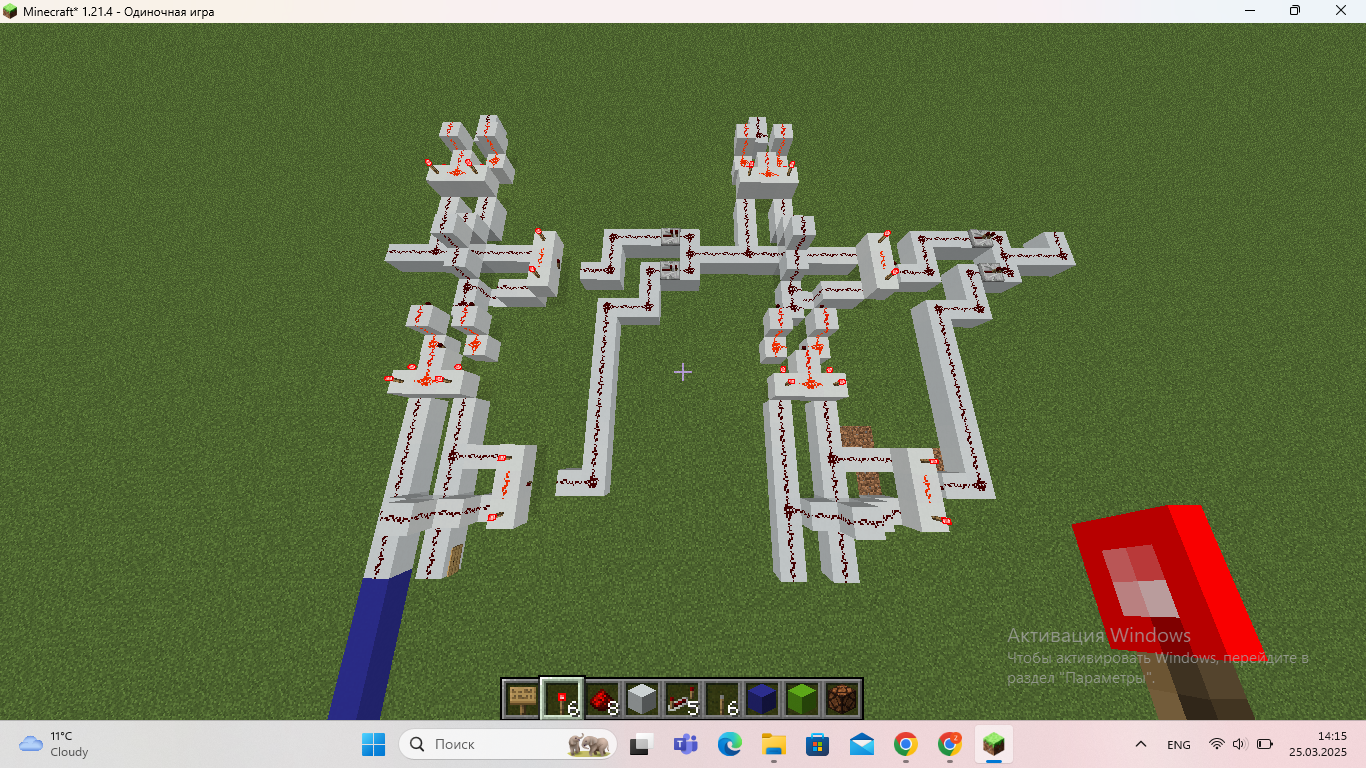 Minecraft* 1.21.4 - Одиночная игра
Активация Windows
Чтобы активировать Windows, перейдите в
раздел "Параметры".
6 8 5 6
11°C
Cloudy
Поиск
2
ENG
14:15
25.03.2025